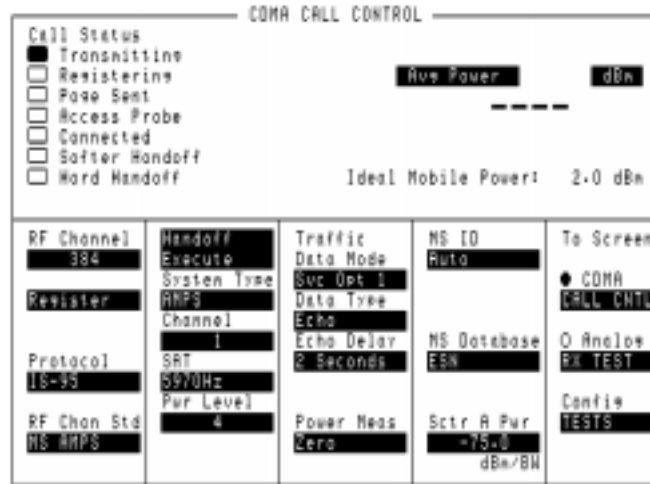 CDMA CALL CONTROL
Call Status
Transmitting
Registering
Page Sent
Access Probe
Connected
Softer Handoff
Hard Handoff
Avg Power
dBm
----
Ideal Mobile Power: 2.0 dBm
RF Channel
384
Register
Protocol
IS-95
RF Chan Std
MS AMPS
Handoff
Execute
System Type
AMPS
Channel
1
SAT
5970Hz
Pwr Level
4
Traffic
Data Mode
Svc Opt 1
Data Type
Echo
Echo Delay
2 Seconds
Power Meas
Zero
MS ID
Auto
MS Database
ESN
Sctr A Pwr
-75.0
dBm/BW
To Screen
CDMA
CALL CNTL
Analog
RX TEST
Config
TESTS